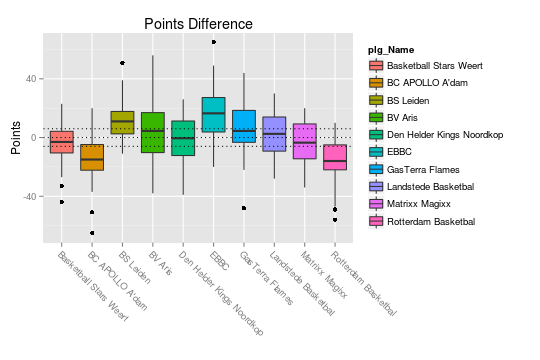 Points Difference
Points
40
0
-40
Basketball Stars Weert
BC APOLLO A'dam
BS Leiden
BV Aris
Den Helder Kings Noordkop
EBBC
GasTerra Flames
Landstede Basketbal
Matrixx Magixx
Rotterdam Basketbal
plg_Name
Basketball Stars Weert
BC APOLLO A'dam
BS Leiden
BV Aris
Den Helder Kings Noordkop
EBBC
GasTerra Flames
Landstede Basketbal
Matrixx Magixx
Rotterdam Basketbal